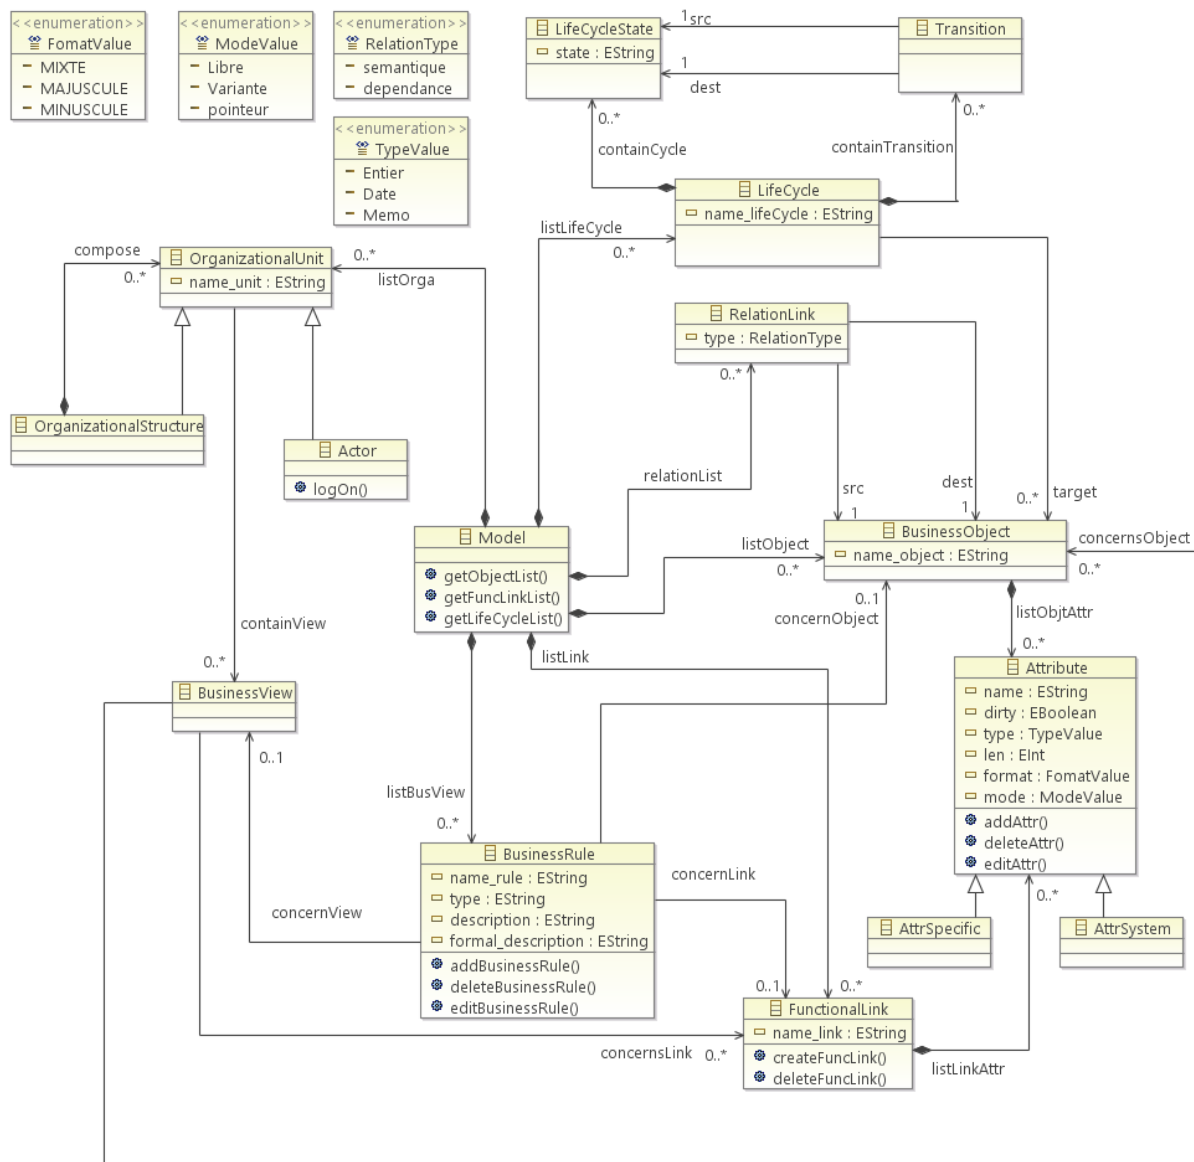 <<enumeration>>
FomatValue
MIXTE
MAJUSCULE
MINUSCULE
<<enumeration>>
ModeValue
Libre
Variante
pointeur
<<enumeration>>
RelationType
semantique
dependance
<<enumeration>>
TypeValue
Entier
Date
Memo
LifeCycleState
state : EString
1
src
1
dest
Transition
0..*
containCycle
0..*
containTransition
LifeCycle
name_lifeCycle : EString
listLifeCycle
0..*
compose
0..*
OrganizationalUnit
name_unit : EString
0..*
listOrga
RelationLink
type : RelationType
0..*
OrganizationalStructure
Actor
logOn()
relationList
src
1
dest
1
0..*
target
Model
getObjectList()
getFuncLinkList()
getLifeCycleList()
listObject
0..*
BusinessObject
name_object : EString
concernsObject
0..*
0..1
concernObject
listObjtAttr
0..*
containView
0..*
listLink
BusinessView
0..1
Attribute
name : EString
dirty : EBoolean
type : TypeValue
len : EInt
format : FomatValue
mode : ModeValue
addAttr()
deleteAttr()
editAttr()
listBusView
0..*
BusinessRule
name_rule : EString
type : EString
description : EString
formal_description : EString
addBusinessRule()
deleteBusinessRule()
editBusinessRule()
concernLink
concernView
0..*
AttrSpecific
AttrSystem
0..1
0..*
FunctionalLink
name_link : EString
createFuncLink()
deleteFuncLink()
concernsLink
0..*
listLinkAttr